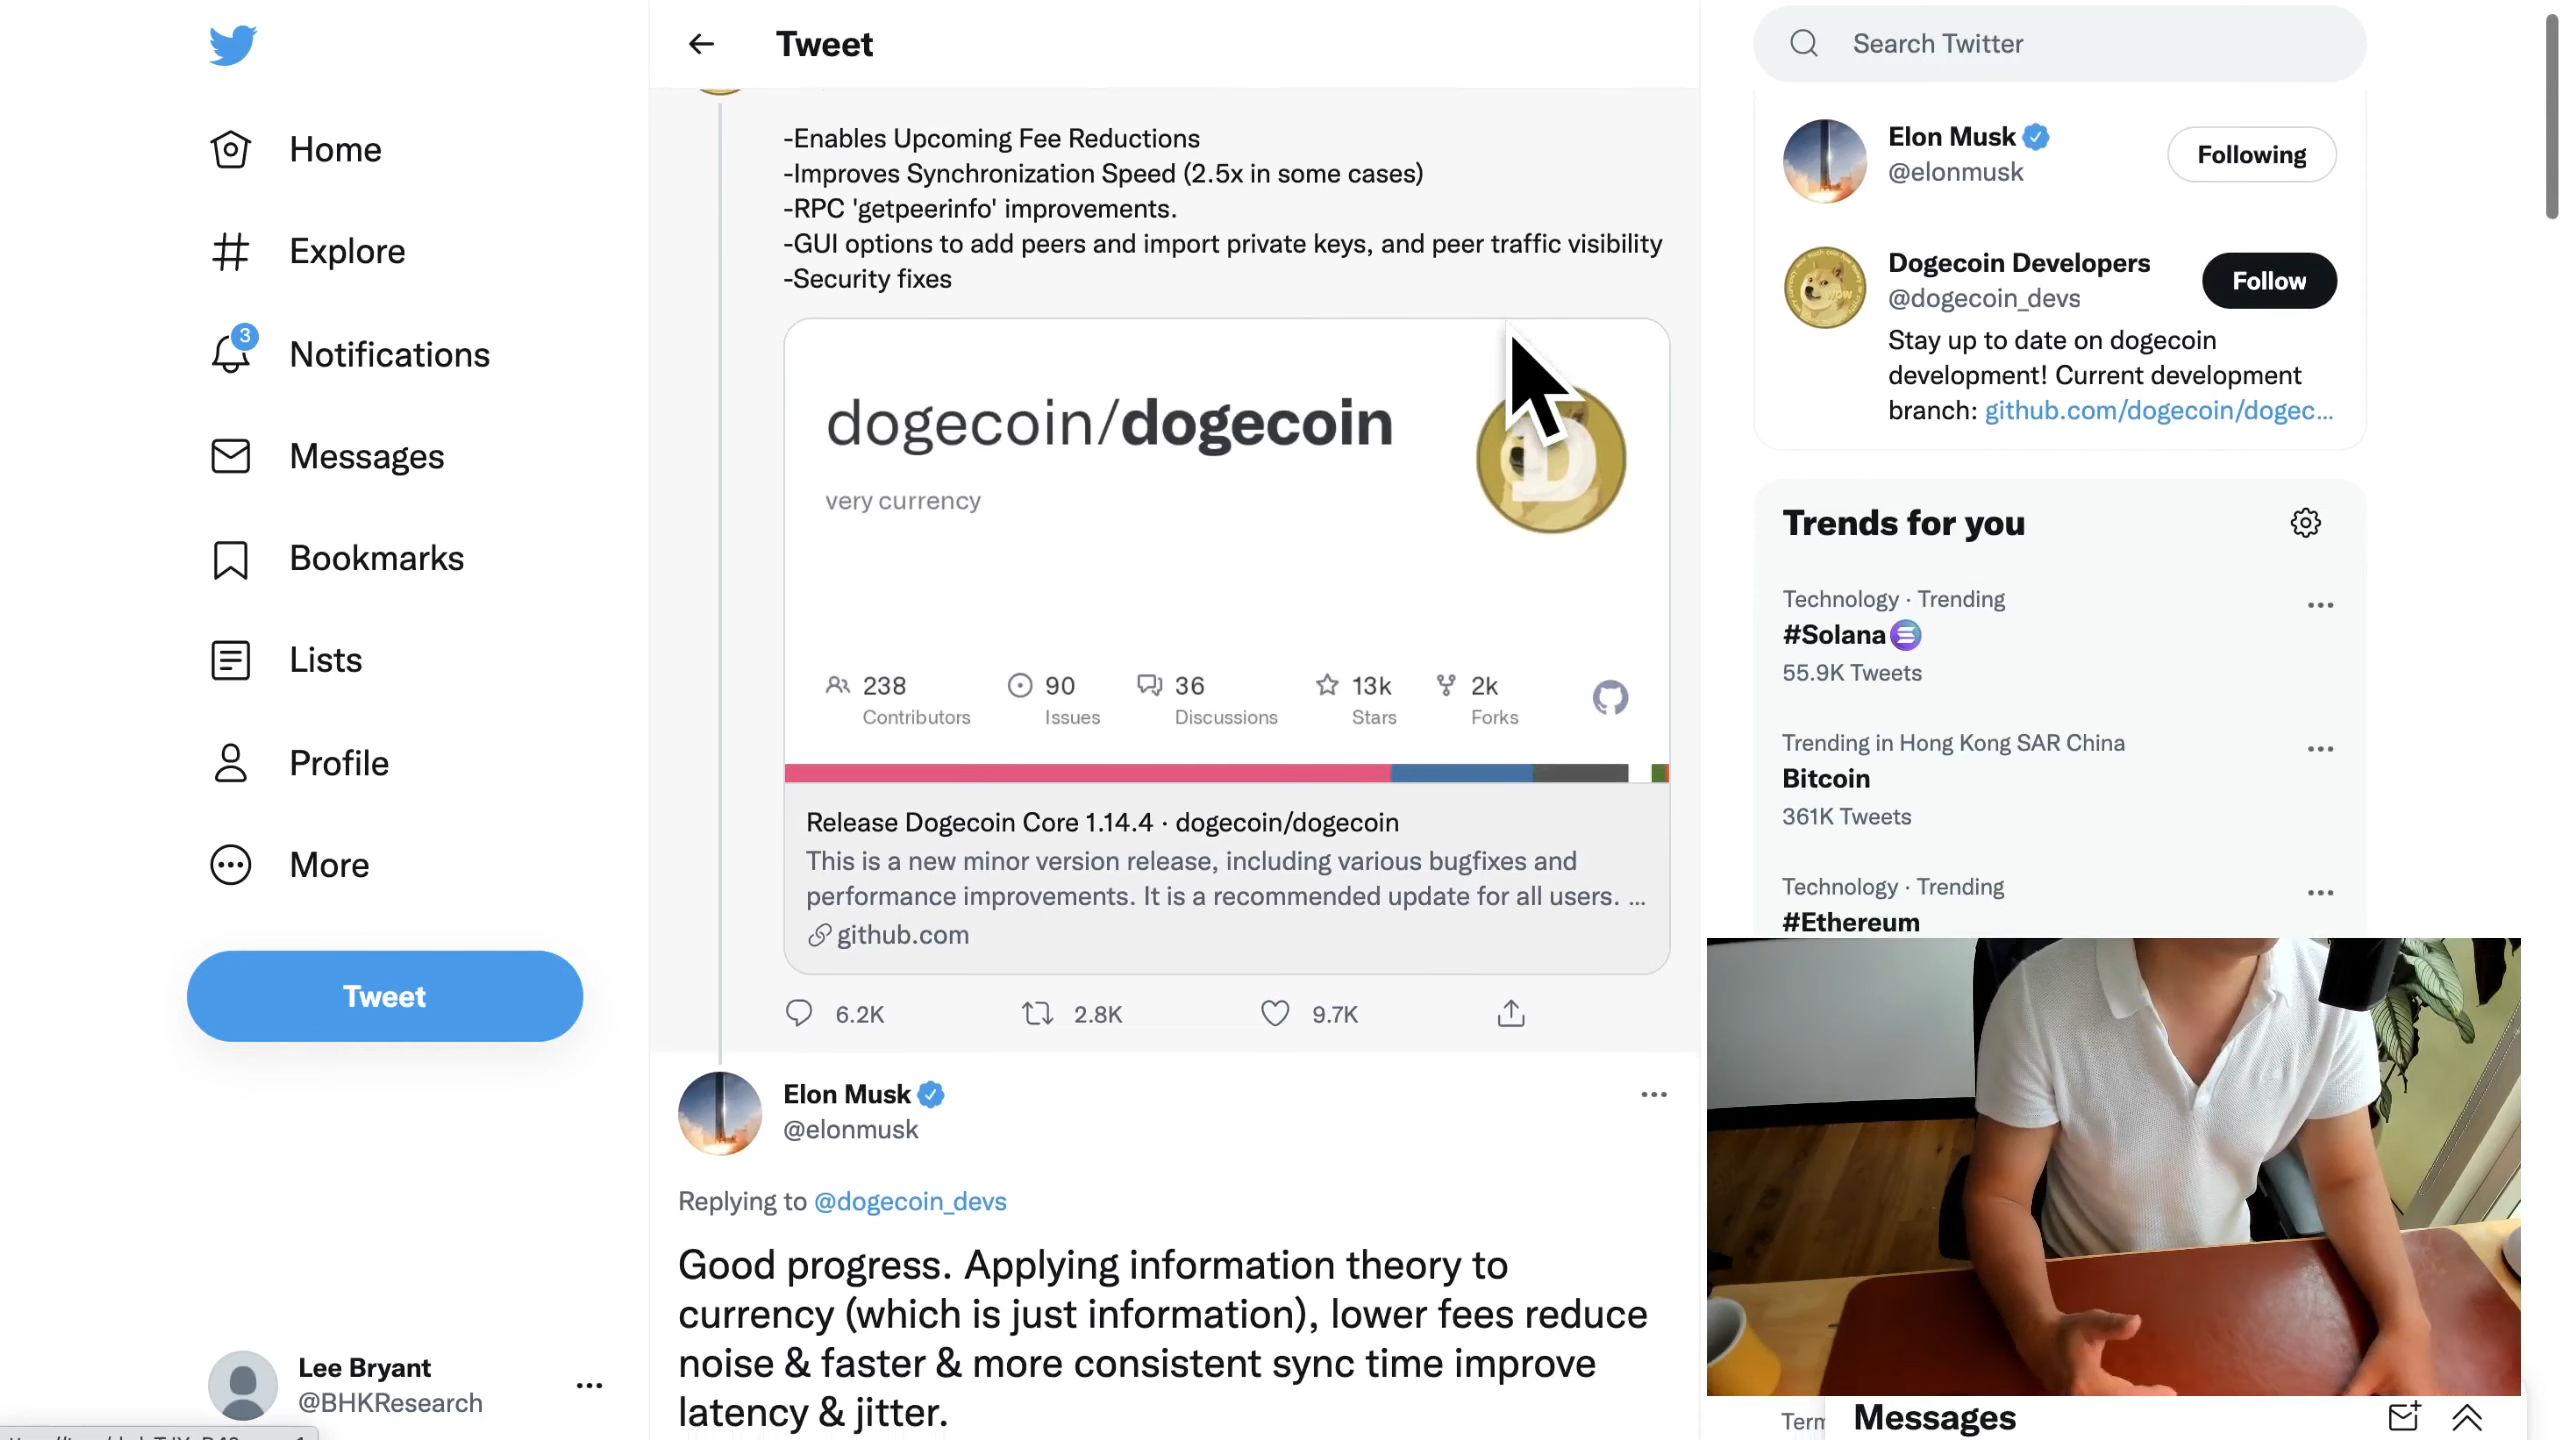 Home
Explore
3
Notifications
Messages
Bookmarks
Lists
Profile
More
Tweet
Lee Bryant
@BHKResearch
Tweet
-Enables Upcoming Fee Reductions
-Improves Synchronization Speed (2.5x in some cases)
-RPC 'getpeerinfo' improvements.
-GUI options to add peers and import private keys, and peer traffic visibility
-Security fixes
dogecoin/dogecoin
very currency
238
Contributors
90
Issues
36
Discussions
13k
Stars
2k
Forks
Release Dogecoin Core 1.14.4 · dogecoin/dogecoin
This is a new minor version release, including various bugfixes and
performance improvements. It is a recommended update for all users. ...
github.com
6.2K
2.8K
9.7K
Elon Musk
@elonmusk
Replying to @dogecoin_devs
Good progress. Applying information theory to
currency (which is just information), lower fees reduce
noise & faster & more consistent sync time improve
latency & jitter.
Search Twitter
Elon Musk
@elonmusk
Following
Dogecoin Developers
@dogecoin_devs
Follow
Stay up to date on dogecoin
development! Current development
branch: github.com/dogecoin/dogec...
Trends for you
Technology · Trending
#Solana
55.9K Tweets
Trending in Hong Kong SAR China
Bitcoin
361K Tweets
Technology · Trending
#Ethereum
Messages